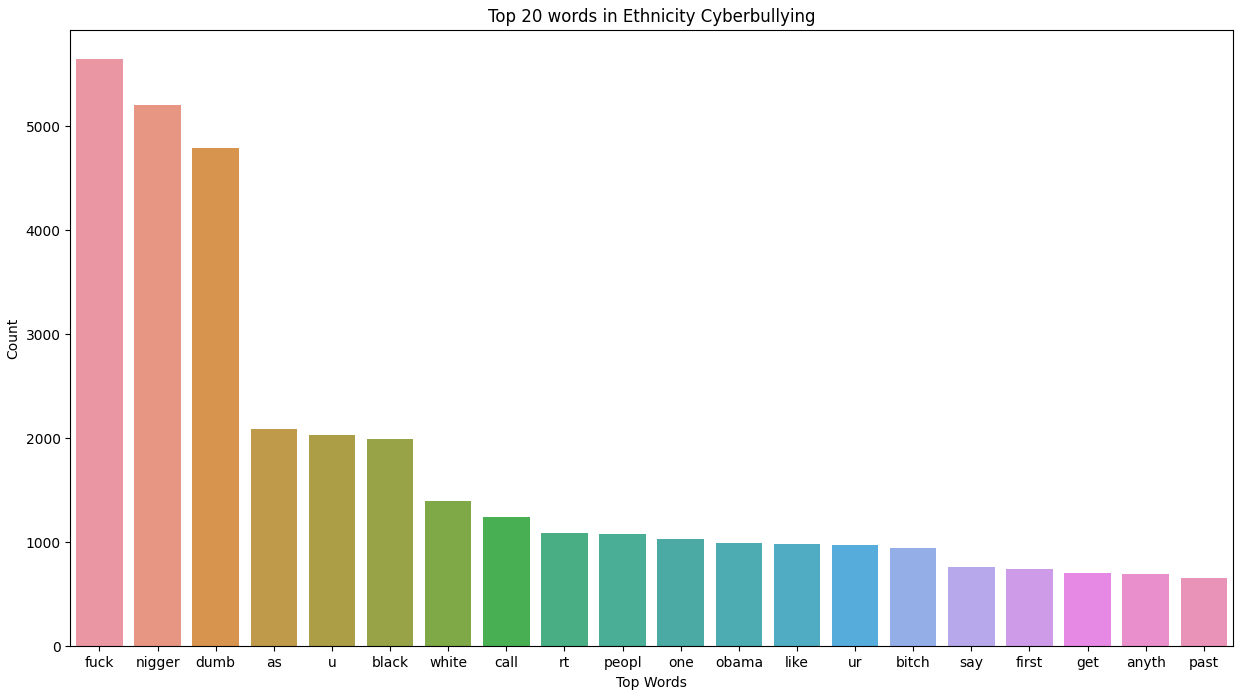 Top 20 words in Ethnicity Cyberbullying
5000
4000
3000
2000
1000
0
Count
fuck nigger dumb as u black white call rt peopl one obama like ur bitch say first get anyth past
Top Words